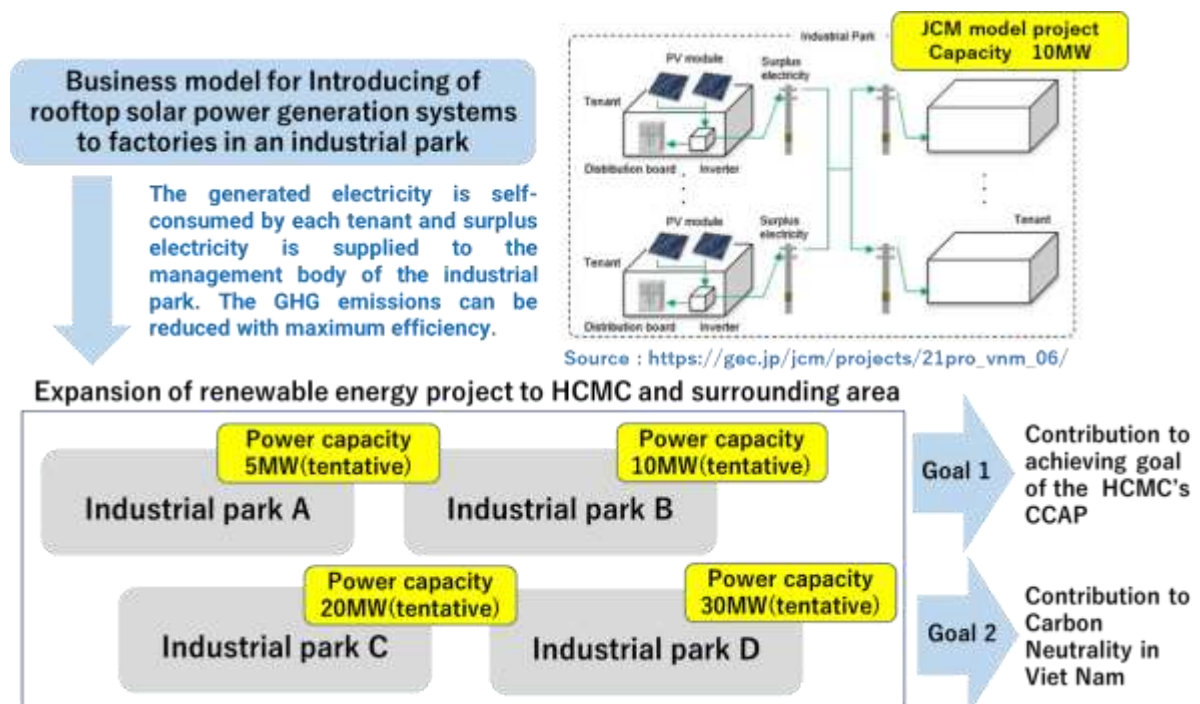 Business model for Introducing of
rooftop solar power generation systems
to factories in an industrial park
The generated electricity is self-
consumed by each tenant and surplus
electricity is supplied to the
management body of the industrial
park. The GHG emissions can be
reduced with maximum efficiency.
Industrial Park
JCM model project
Capacity 10MW
PV module
Surplus
electricity
Tenant
Distribution board
Inverter
PV module
Surplus
electricity
Tenant
Tenant
Distribution board
Inverter
Source : https://gec.jp/jcm/projects/21pro_vnm_06/
Expansion of renewable energy project to HCMC and surrounding area
Power capacity
5MW(tentative)
Industrial park A
Power capacity
10MW(tentative)
Industrial park B
Power capacity
20MW(tentative)
Industrial park C
Power capacity
30MW(tentative)
Industrial park D
Goal 1
Contribution to
achieving goal
of the HCMC's
CCAP
Goal 2
Contribution to
Carbon
Neutrality in
Viet Nam